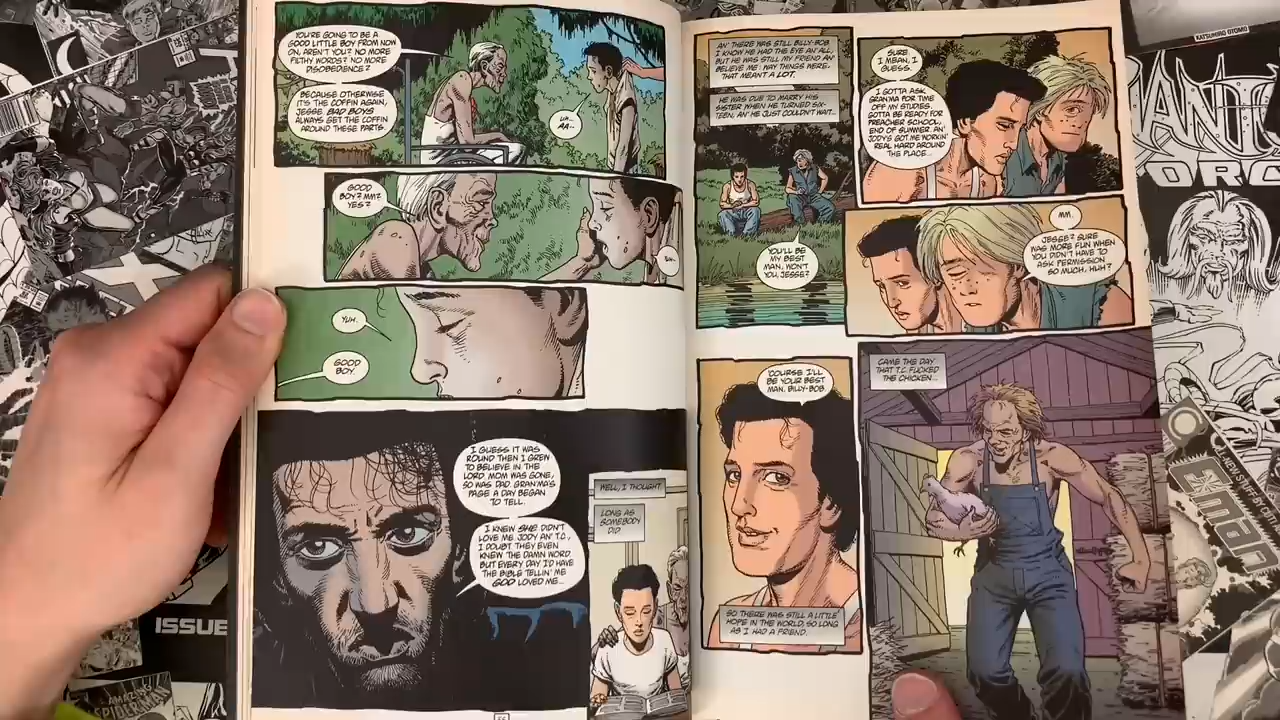 YOU'RE GOING TO BE A
GOOD LITTLE BOY FROM NOW
ON, AREN'T YOU? NO MORE
FILTHY WORDS? NO MORE
DISOBEDIENCE?
BECAUSE OTHERWISE
IT'S THE COFFIN AGAIN,
JESSE. BAD BOYS
ALWAYS GET THE COFFIN
AROUND THESE PARTS.
UH...
AA...
GOOD
BOY? MM?
YES?
YUH.
GOOD
BOY.
I GUESS IT WAS
ROUND THEN I GREW
TO BELIEVE IN THE
LORD. MOM WAS GONE,
SO WAS DAD. GRAN'MA'S
PAGE A DAY BEGAN
TO TELL.
I KNEW SHE DIDN'T
LOVE ME. JODY AN' T.C.,
I DOUBT THEY EVEN
KNEW THE DAMN WORD.
BUT EVERY DAY I'D HAVE
THE BIBLE TELLIN' ME
GOD LOVED ME...
WELL, I THOUGHT.
LONG AS
SOMEBODY
DID.
AN' THERE WAS STILL BILLY-BOB.
I KNOW HE HAD THE EYE AN' ALL,
BUT HE WAS STILL MY FRIEND AN'
BELIEVE ME: WAY THINGS WERE,
THAT MEANT A LOT.
HE WAS DUE TO MARRY HIS
SISTER WHEN HE TURNED SIX-
TEEN, AN' HE JUST COULDN'T WAIT...
YOU'LL BE
MY BEST
MAN, WON'T
YOU, JESSE?
SURE.
I MEAN, I
GUESS.
I GOTTA ASK
GRAN'MA FOR TIME
OFF MY STUDIES.
GOTTA BE READY FOR
PREACHER SCHOOL,
END OF SUMMER. AN'
JODY'S GOT ME WORKIN'
REAL HARD AROUND
THE PLACE...
MM.
JESSE? SURE
WAS MORE FUN WHEN
YOU DIDN'T HAVE TO
ASK PERMISSION
SO MUCH, HUH?
'COURSE I'LL
BE YOUR BEST
MAN, BILLY-BOB.
SO THERE WAS STILL A LITTLE
HOPE IN THE WORLD, SO LONG
AS I HAD A FRIEND.
CAME THE DAY
THAT T.C. FUCKED
THE CHICKEN...
KATSUHIRO OTOMO
ISSUE
AMAZING
SPIDER-MAN